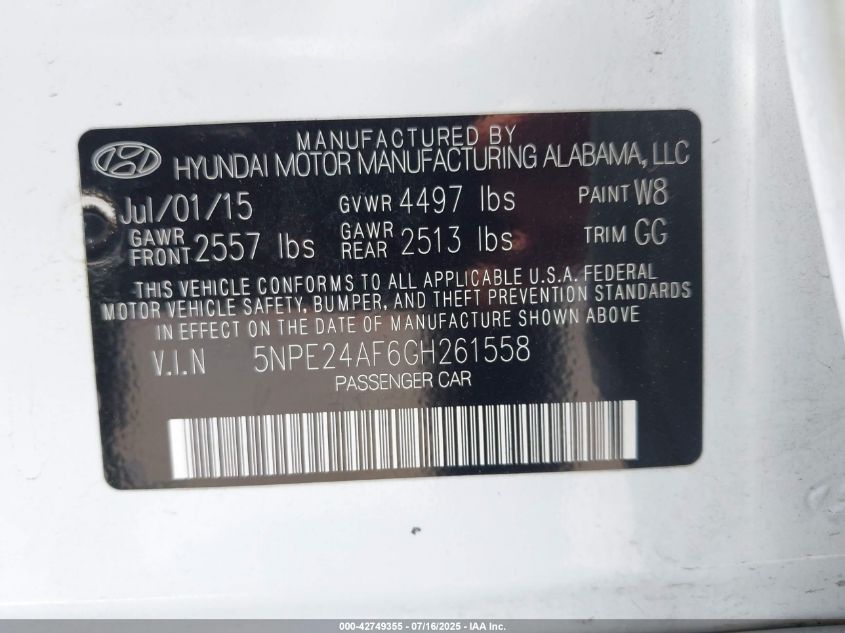 MANUFACTURED BY
HYUNDAI MOTOR MANUFACTURING ALABAMA, LLC
Jul/01/15 GVWR 4497 lbs PAINT W8
GAWR FRONT 2557 lbs GAWR REAR 2513 lbs TRIM GG
THIS VEHICLE CONFORMS TO ALL APPLICABLE U.S.A. FEDERAL
MOTOR VEHICLE SAFETY, BUMPER, AND THEFT PREVENTION STANDARDS
IN EFFECT ON THE DATE OF MANUFACTURE SHOWN ABOVE
V.I.N 5NPE24AF6GH261558
PASSENGER CAR
000-42749355 - 07/16/2025 - IAA Inc.